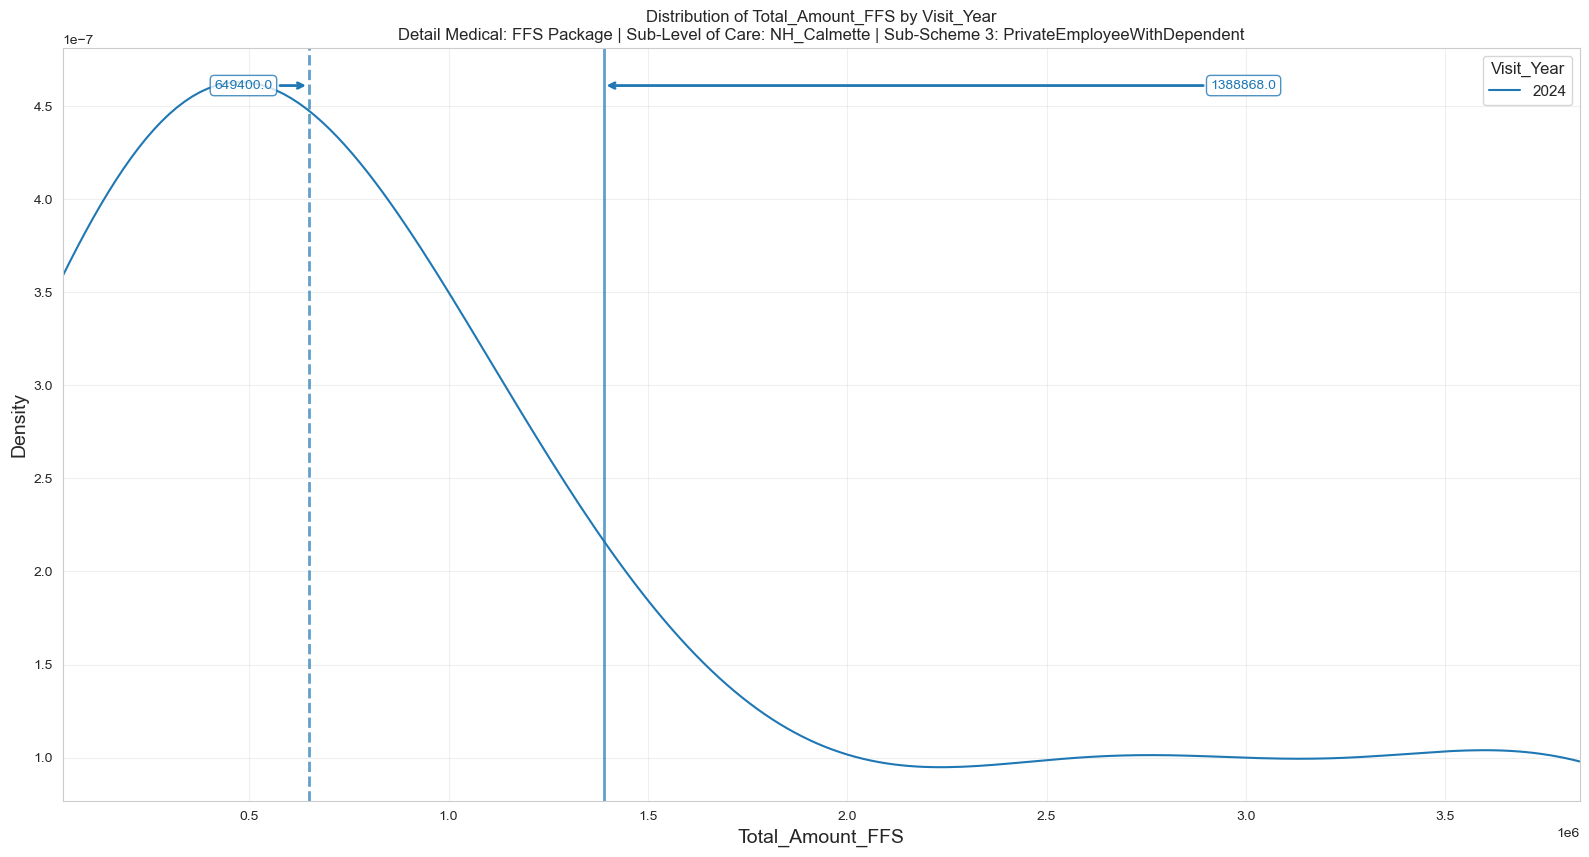 Distribution of Total_Amount_FFS by Visit_Year
Detail Medical: FFS Package | Sub-Level of Care: NH_Calmette | Sub-Scheme 3: PrivateEmployeeWithDependent
1e−7
649400.0
1388868.0
Visit_Year
2024
4.5
4.0
3.5
3.0
2.5
2.0
1.5
1.0
Density
0.5 1.0 1.5 2.0 2.5 3.0 3.5
1e6
Total_Amount_FFS